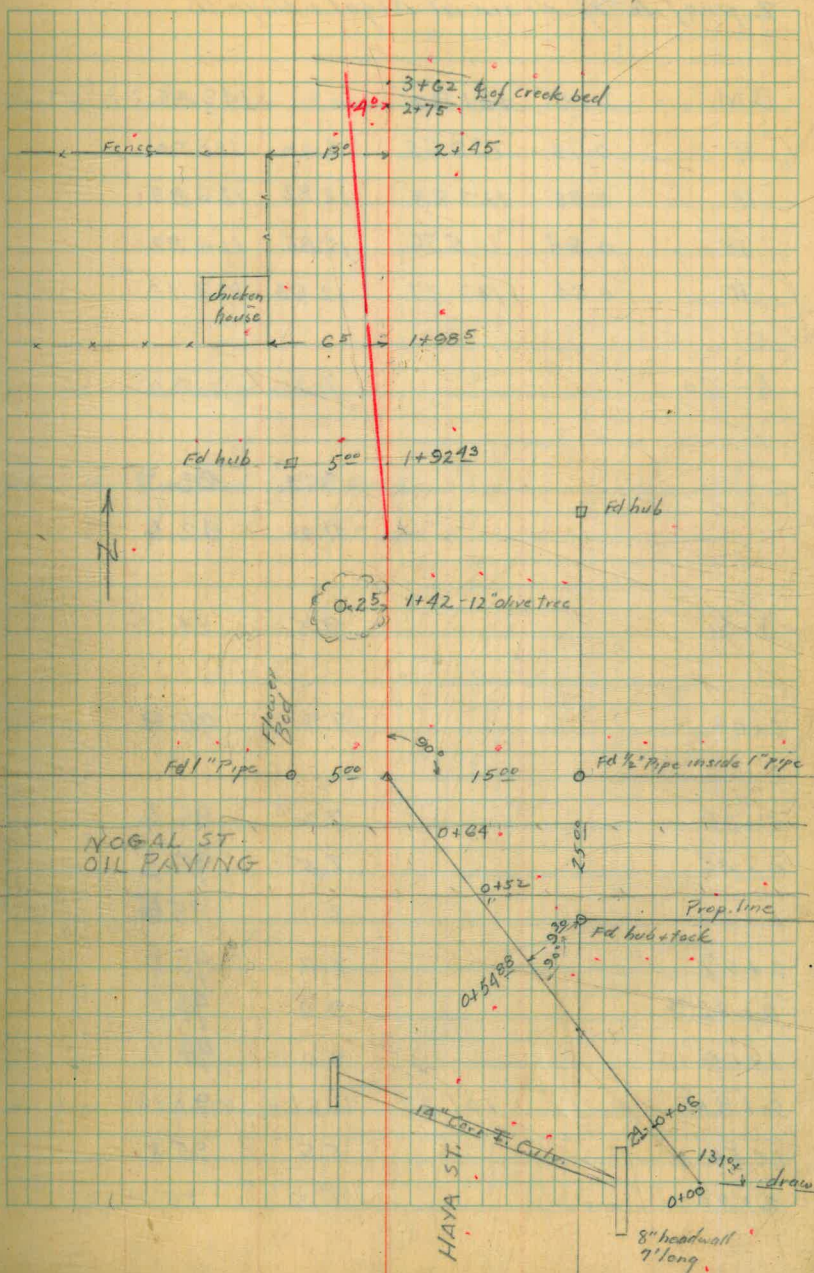 3+62 ℄ of creek bed
4⁰ 2+75
Fence 13⁰ 2+45
chicken
house
6⁵ 1+98⁵
Fd hub 5⁰⁰ 1+92⁴³
Fd hub
N
2⁵ 1+42-12" olive tree
Flower
Bed
90°
Fd 1" Pipe 5⁰⁰ 15⁰⁰ Fd ½" Pipe inside 1" pipe
NOGAL ST.
OIL PAVING
0+64
25⁰⁰
0+52
Prop. line
Fd hub + tack
0+54⁸⁸
14" Corr. I. Culv.
HAYA ST.
131°±
0+00
draw
8" headwall
7' long